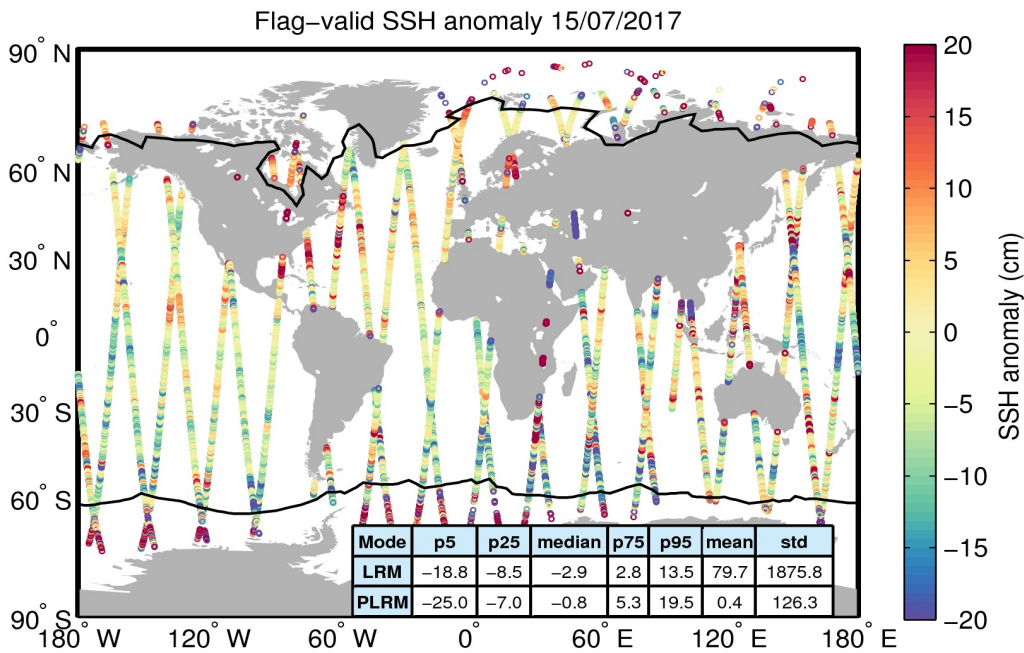 Flag−valid SSH anomaly 15/07/2017
90° N
60° N
30° N
0°
30° S
60° S
90° S
180° W 120° W 60° W 0° 60° E 120° E 180° E
Mode p5 p25 median p75 p95 mean std
LRM −18.8 −8.5 −2.9 2.8 13.5 79.7 1875.8
PLRM −25.0 −7.0 −0.8 5.3 19.5 0.4 126.3
20
15
10
5
0
−5
−10
−15
−20
SSH anomaly (cm)